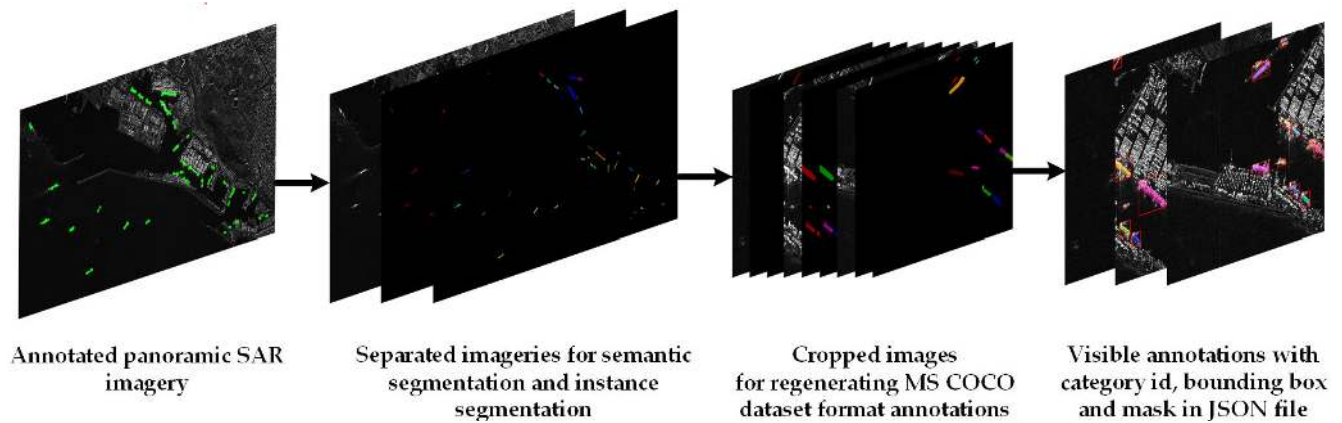 Annotated panoramic SAR
imagery
Separated imageries for semantic
segmentation and instance
segmentation
Cropped images
for regenerating MS COCO
dataset format annotations
Visible annotations with
category id, bounding box
and mask in JSON file